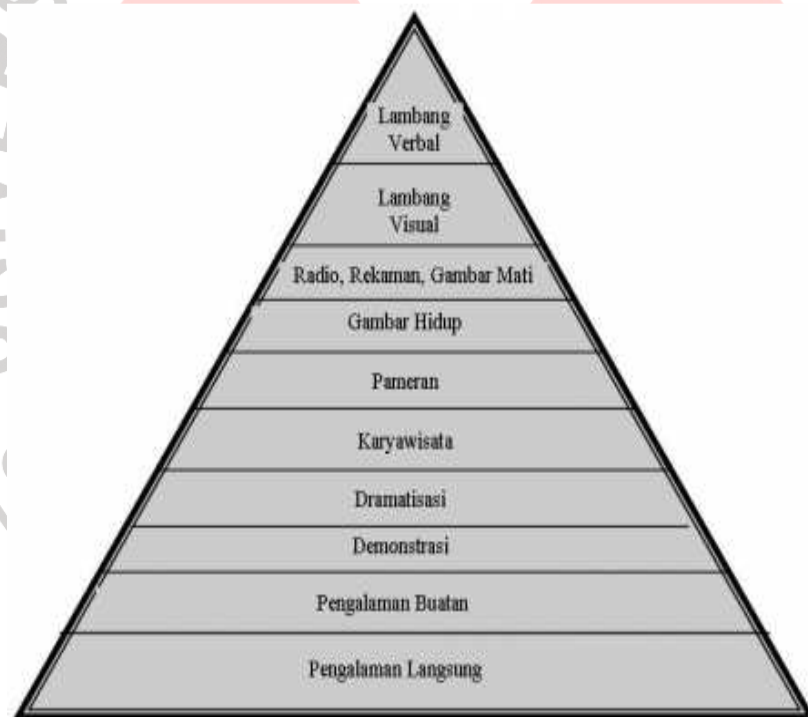 Lambang
Verbal
Lambang
Visual
Radio, Rekaman, Gambar Mati
Gambar Hidup
Pameran
Karyawisata
Dramatisasi
Demonstrasi
Pengalaman Buatan
Pengalaman Langsung